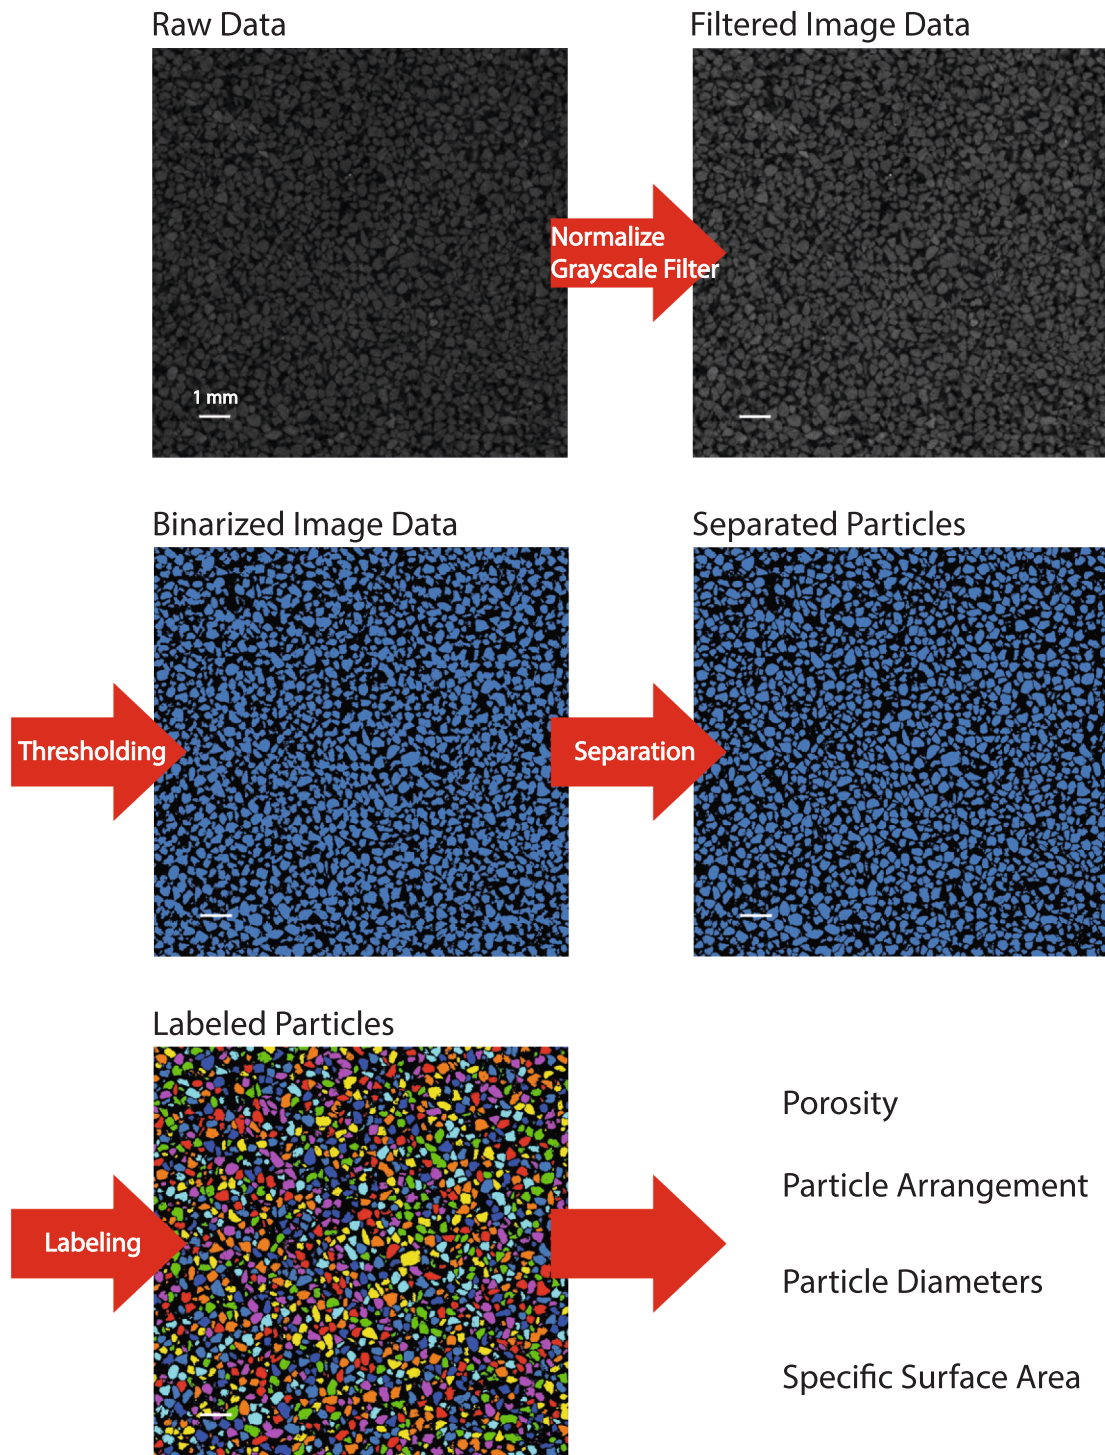 Raw Data
Filtered Image Data
Normalize
Grayscale Filter
1 mm
Binarized Image Data
Separated Particles
Thresholding
Separation
Labeled Particles
Labeling
Porosity
Particle Arrangement
Particle Diameters
Specific Surface Area